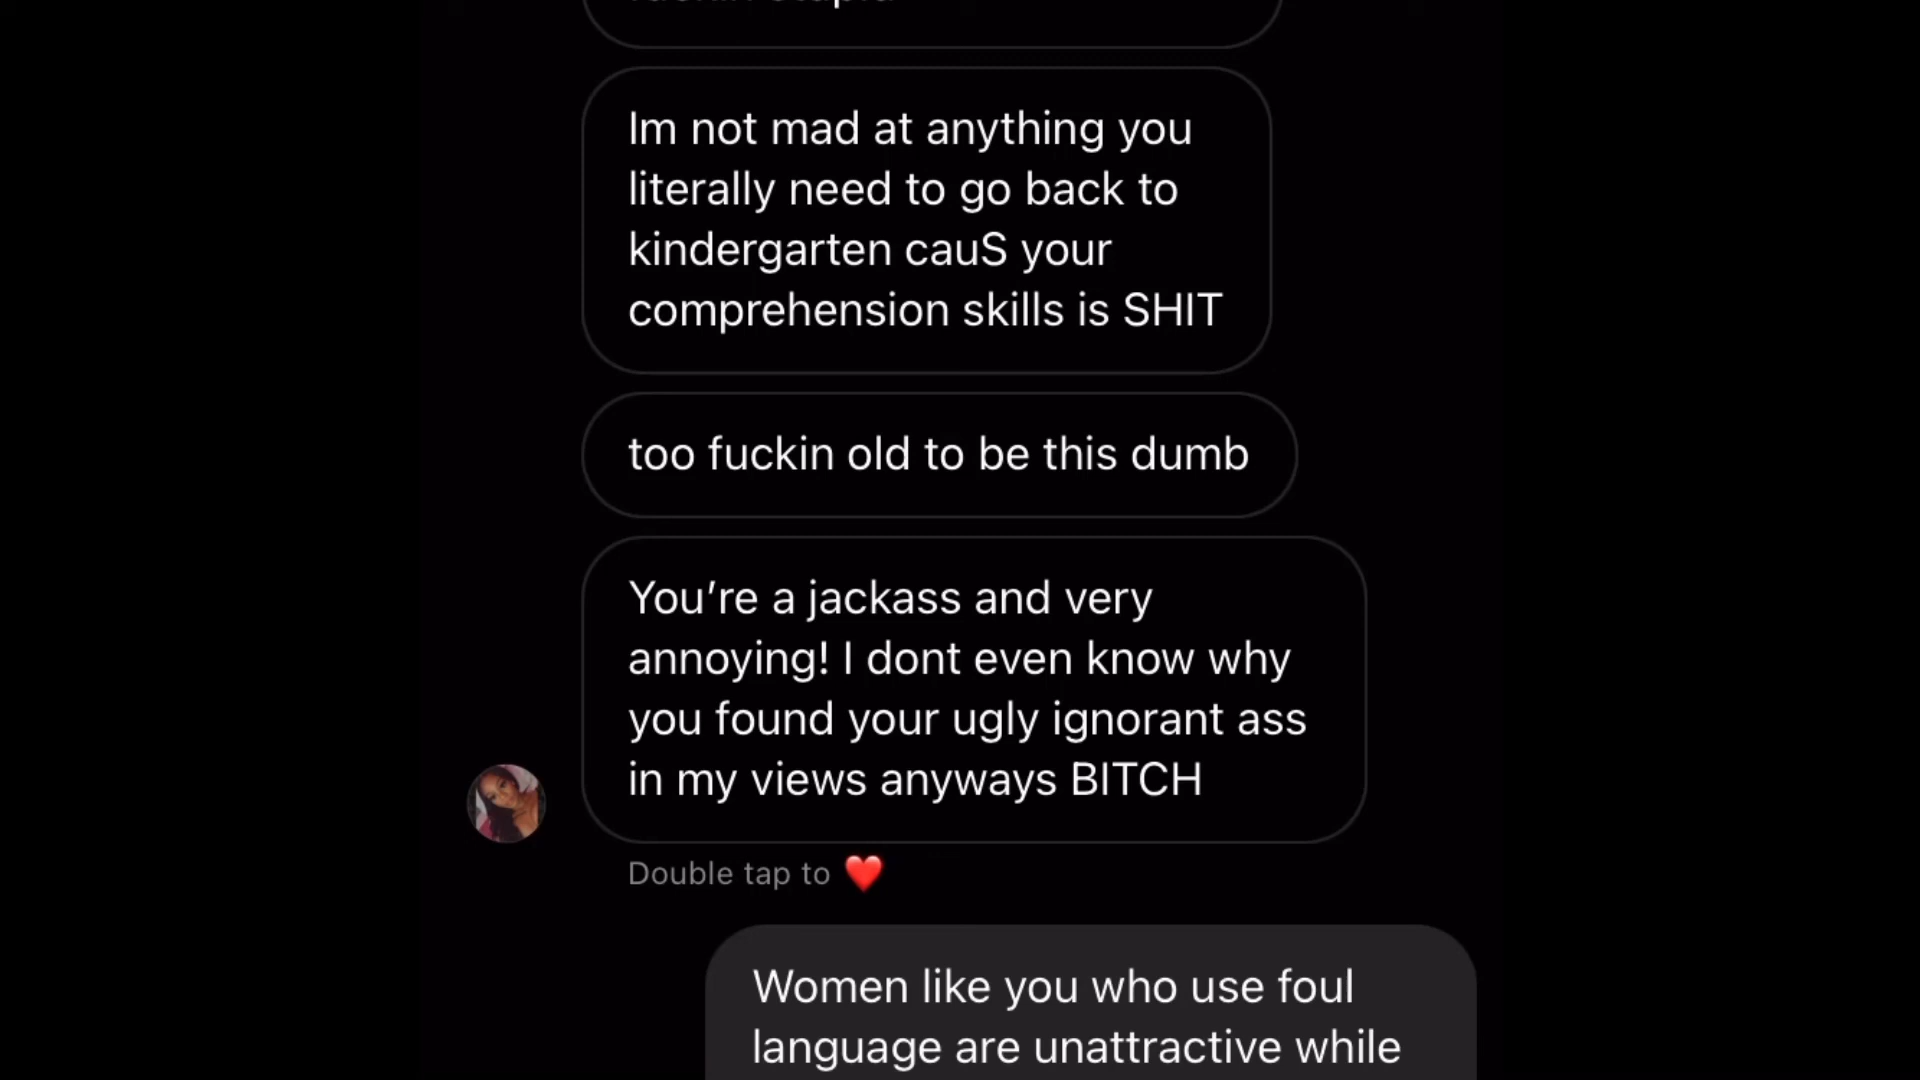 Im not mad at anything you
literally need to go back to
kindergarten cauS your
comprehension skills is SHIT
too fuckin old to be this dumb
You’re a jackass and very
annoying! I dont even know why
you found your ugly ignorant ass
in my views anyways BITCH
Double tap to ❤️
Women like you who use foul
language are unattractive while